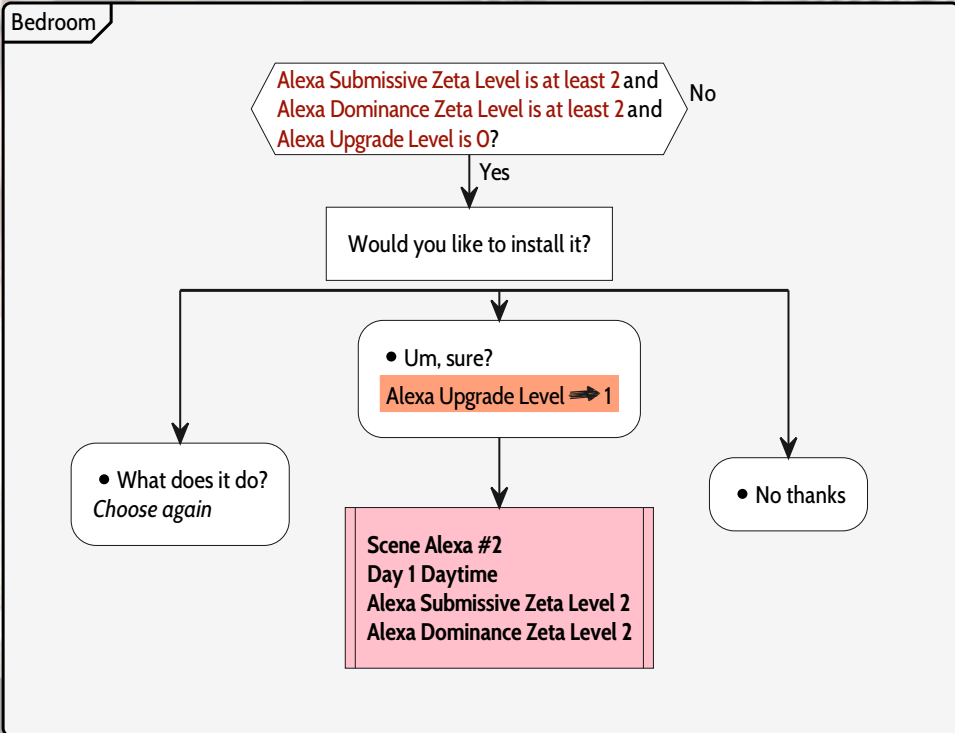 Bedroom
Alexa Submissive Zeta Level is at least 2 and
Alexa Dominance Zeta Level is at least 2 and
Alexa Upgrade Level is 0?
No
Yes
Would you like to install it?
• Um, sure?
Alexa Upgrade Level ➾ 1
• What does it do?
Choose again
• No thanks
Scene Alexa #2
Day 1 Daytime
Alexa Submissive Zeta Level 2
Alexa Dominance Zeta Level 2